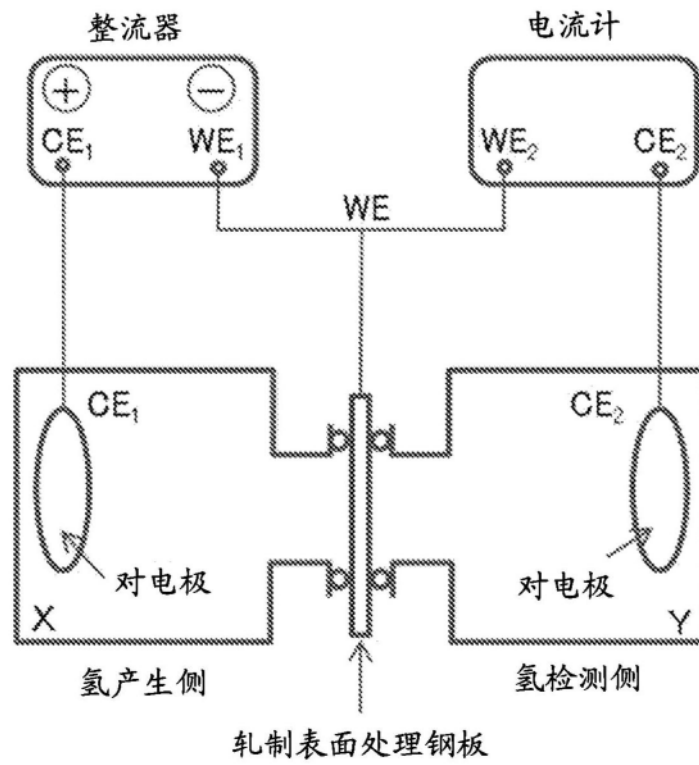 整流器
电流计
+
−
CE₁
WE₁
WE₂
CE₂
WE
CE₁
CE₂
对电极
对电极
X
Y
氢产生侧
氢检测侧
轧制表面处理钢板